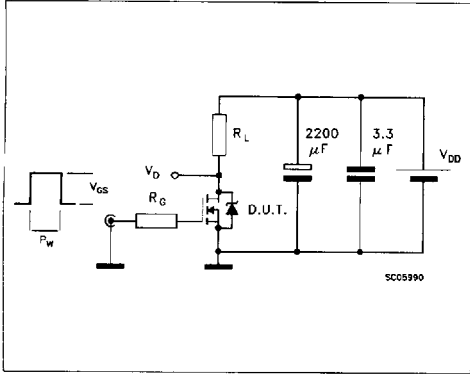 2200
μF
3.3
μF
R_L
V_DD
V_D
V_GS
R_G
D.U.T.
P_W
SC05990